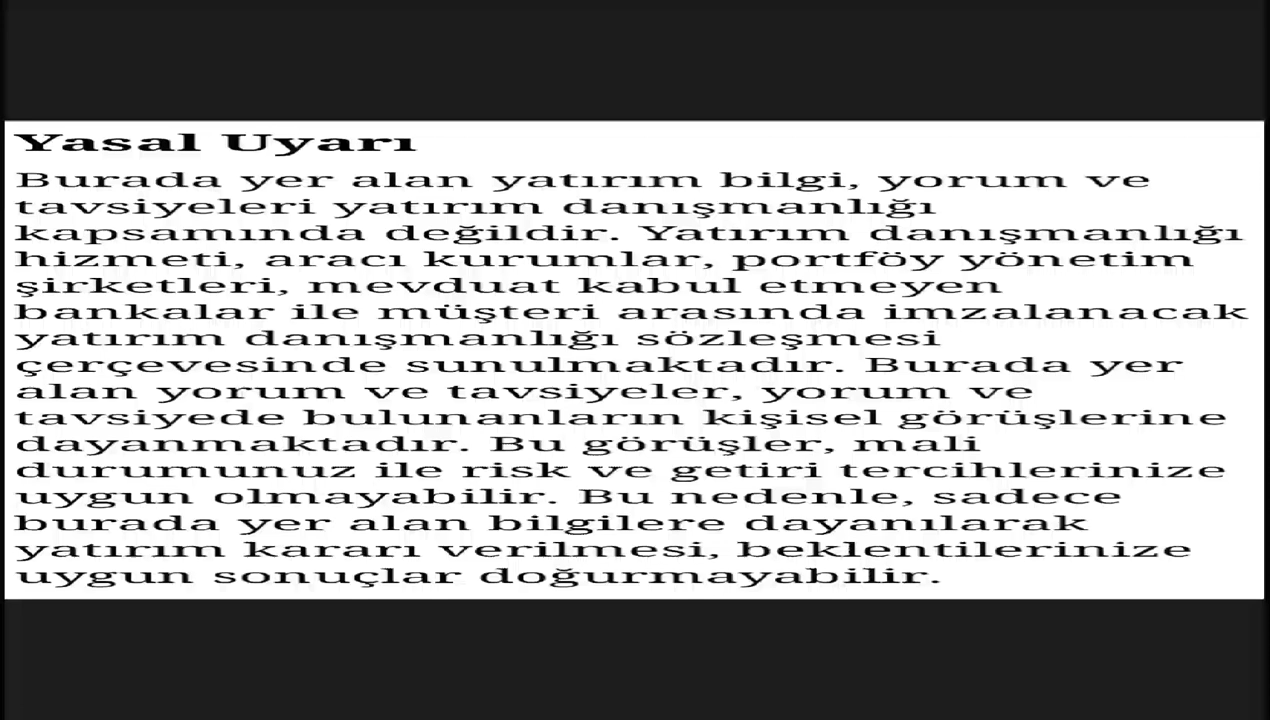 Yasal Uyarı
Burada yer alan yatırım bilgi, yorum ve
tavsiyeleri yatırım danışmanlığı
kapsamında değildir. Yatırım danışmanlığı
hizmeti, aracı kurumlar, portföy yönetim
şirketleri, mevduat kabul etmeyen
bankalar ile müşteri arasında imzalanacak
yatırım danışmanlığı sözleşmesi
çerçevesinde sunulmaktadır. Burada yer
alan yorum ve tavsiyeler, yorum ve
tavsiyede bulunanların kişisel görüşlerine
dayanmaktadır. Bu görüşler, mali
durumunuz ile risk ve getiri tercihlerinize
uygun olmayabilir. Bu nedenle, sadece
burada yer alan bilgilere dayanılarak
yatırım kararı verilmesi, beklentilerinize
uygun sonuçlar doğurmayabilir.